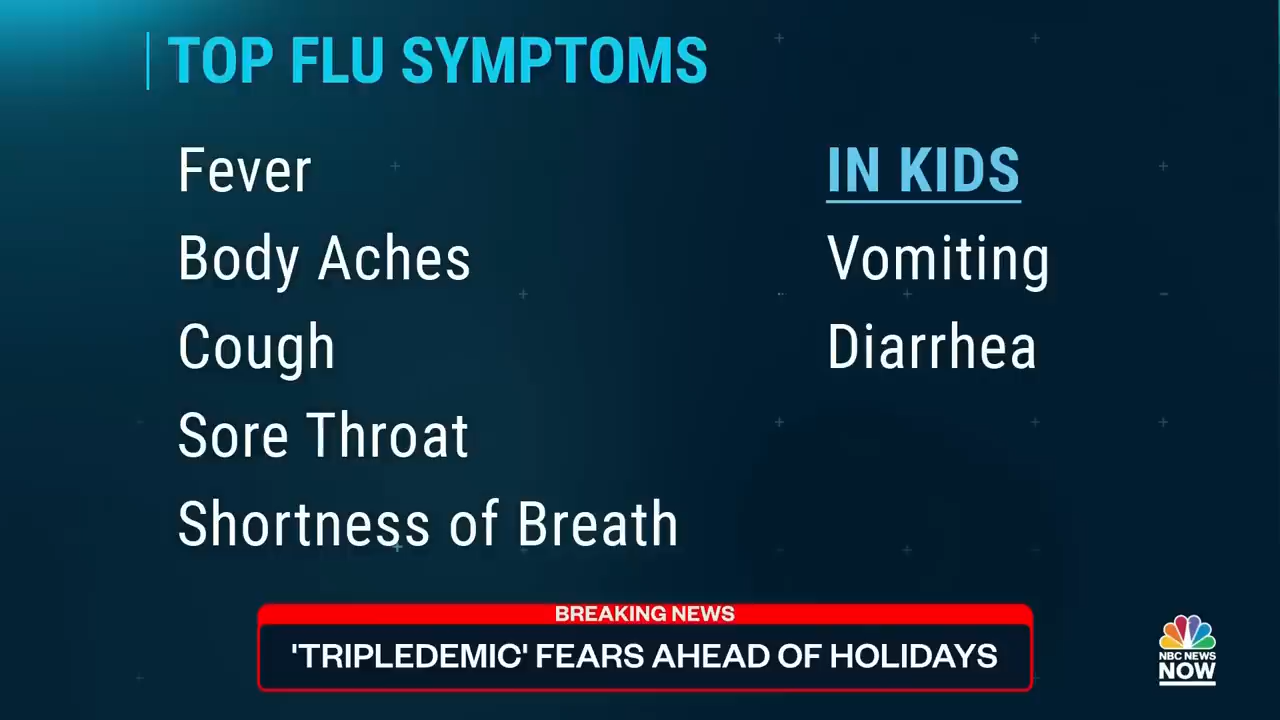 TOP FLU SYMPTOMS
Fever
Body Aches
Cough
Sore Throat
Shortness of Breath
IN KIDS
Vomiting
Diarrhea
BREAKING NEWS
'TRIPLEDEMIC' FEARS AHEAD OF HOLIDAYS
NBC NEWS
NOW